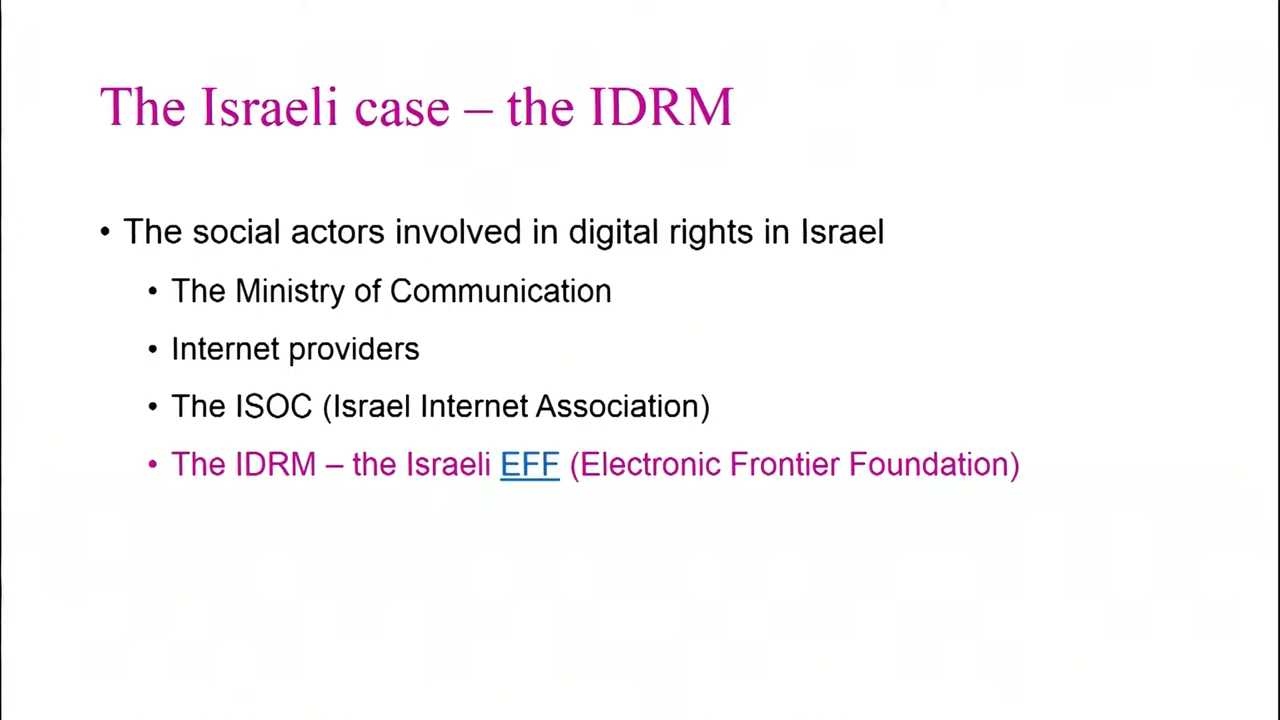 The Israeli case – the IDRM
• The social actors involved in digital rights in Israel
• The Ministry of Communication
• Internet providers
• The ISOC (Israel Internet Association)
• The IDRM – the Israeli EFF (Electronic Frontier Foundation)